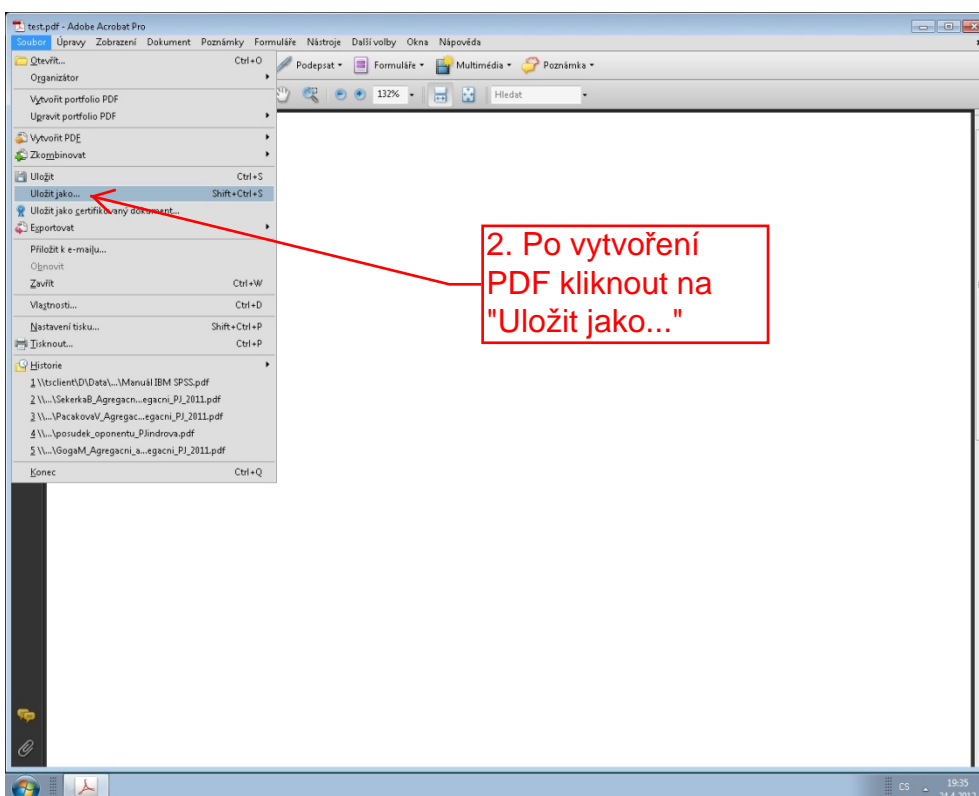 test.pdf - Adobe Acrobat Pro
Soubor Úpravy Zobrazení Dokument Poznámky Formuláře Nástroje Další volby Okna Nápověda
Otevřít... Ctrl+O
Podepsat Formuláře Multimédia Poznámka
Organizátor
132% Hledat
Vytvořit portfolio PDF
Upravit portfolio PDF
Vytvořit PDF
Zkombinovat
Uložit Ctrl+S
Uložit jako... Shift+Ctrl+S
Uložit jako certifikovaný dokument...
Exportovat
Přiložit k e-mailu...
Obnovit
Zavřít Ctrl+W
Vlastnosti... Ctrl+D
Nastavení tisku... Shift+Ctrl+P
Tisknout... Ctrl+P
Historie
1 \\tsclient\D\Data\...\Manuál IBM SPSS.pdf
2 \\...\SekerkaB_Agregacn...egacni_PJ_2011.pdf
3 \\...\PacakovaV_Agregac...egacni_PJ_2011.pdf
4 \\...\posudek_oponentu_PJindrova.pdf
5 \\...\GogaM_Agregacni_a...egacni_PJ_2011.pdf
Konec Ctrl+Q
2. Po vytvoření
PDF kliknout na
"Uložit jako..."
CS 19:35